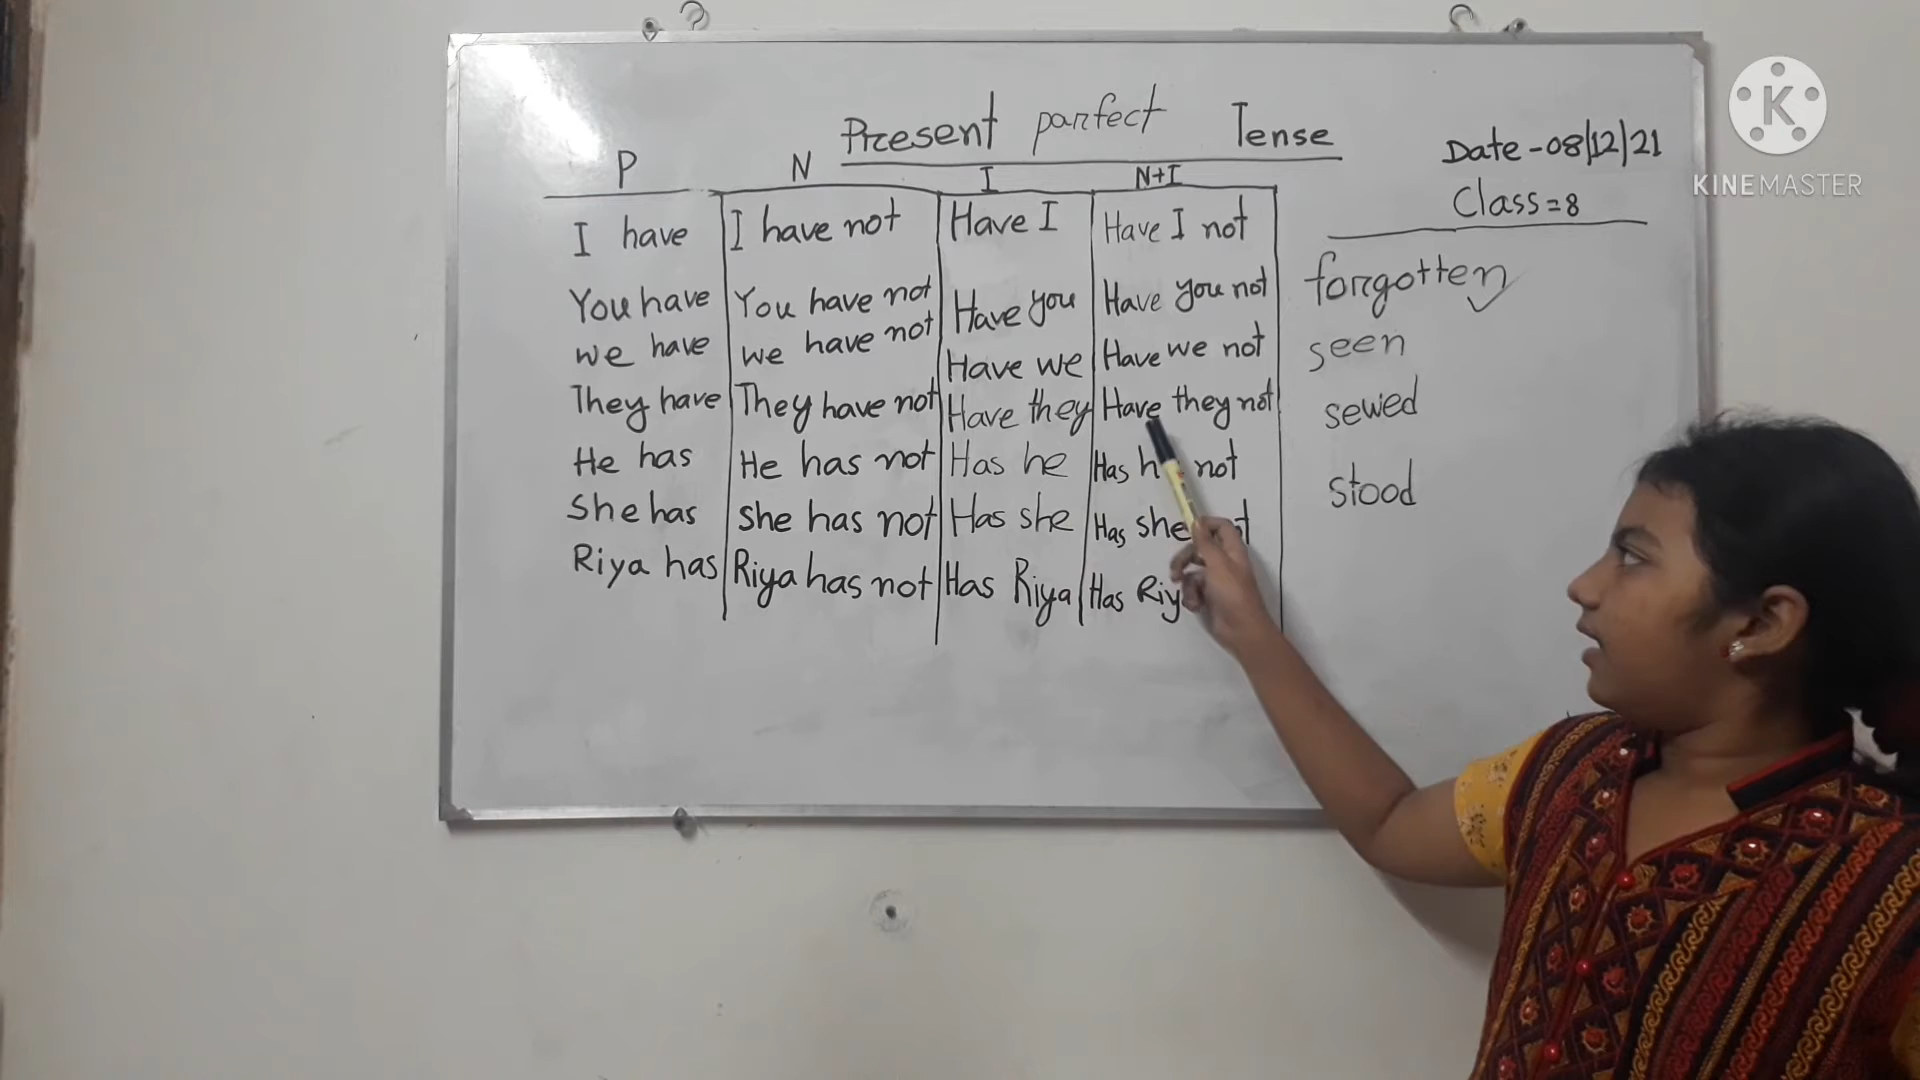 Present parfect Tense
Date-08/12/21
Class=8
P N I N+I
I have I have not Have I Have I not
You have You have not Have you Have you not
we have we have not Have we Have we not
They have They have not Have they Have they not
He has He has not Has he Has not
She has she has not Has she Has she
Riya has Riya has not Has Riya Has
forgotten
seen
sewed
stood
K
KINEMASTER